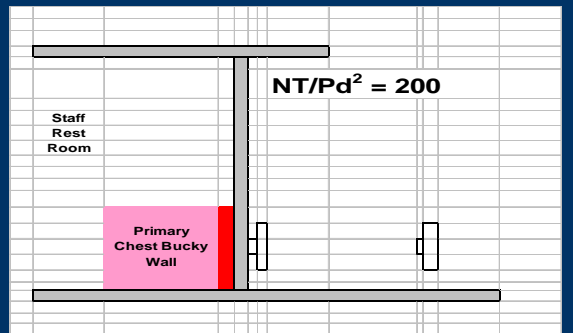 NT/Pd² = 200
Staff
Rest
Room
Primary
Chest Bucky
Wall